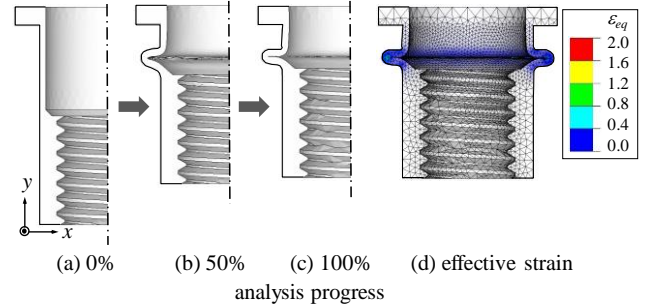 ε_eq
2.0
1.6
1.2
0.8
0.4
0.0
y
x
(a) 0% (b) 50% (c) 100% (d) effective strain
analysis progress